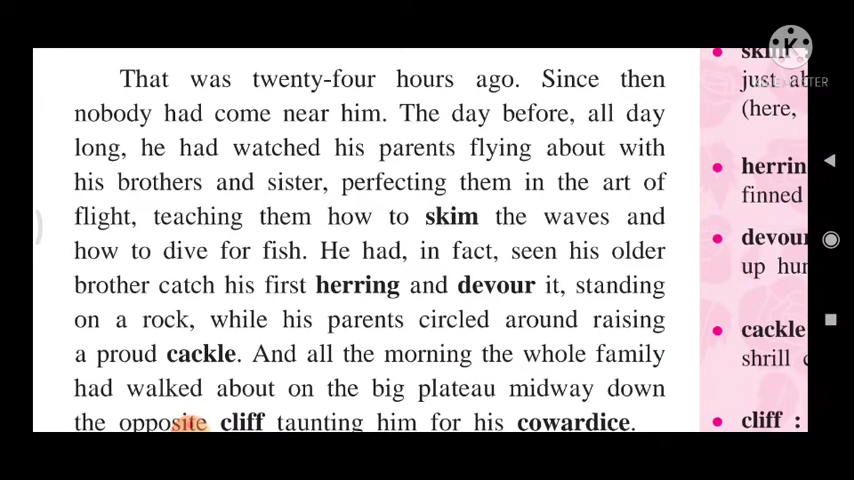 That was twenty-four hours ago. Since then
nobody had come near him. The day before, all day
long, he had watched his parents flying about with
his brothers and sister, perfecting them in the art of
flight, teaching them how to skim the waves and
how to dive for fish. He had, in fact, seen his older
brother catch his first herring and devour it, standing
on a rock, while his parents circled around raising
a proud cackle. And all the morning the whole family
had walked about on the big plateau midway down
the opposite cliff taunting him for his cowardice.
skim
just
(here,
finned
up
cackle
shrill
cliff :
K